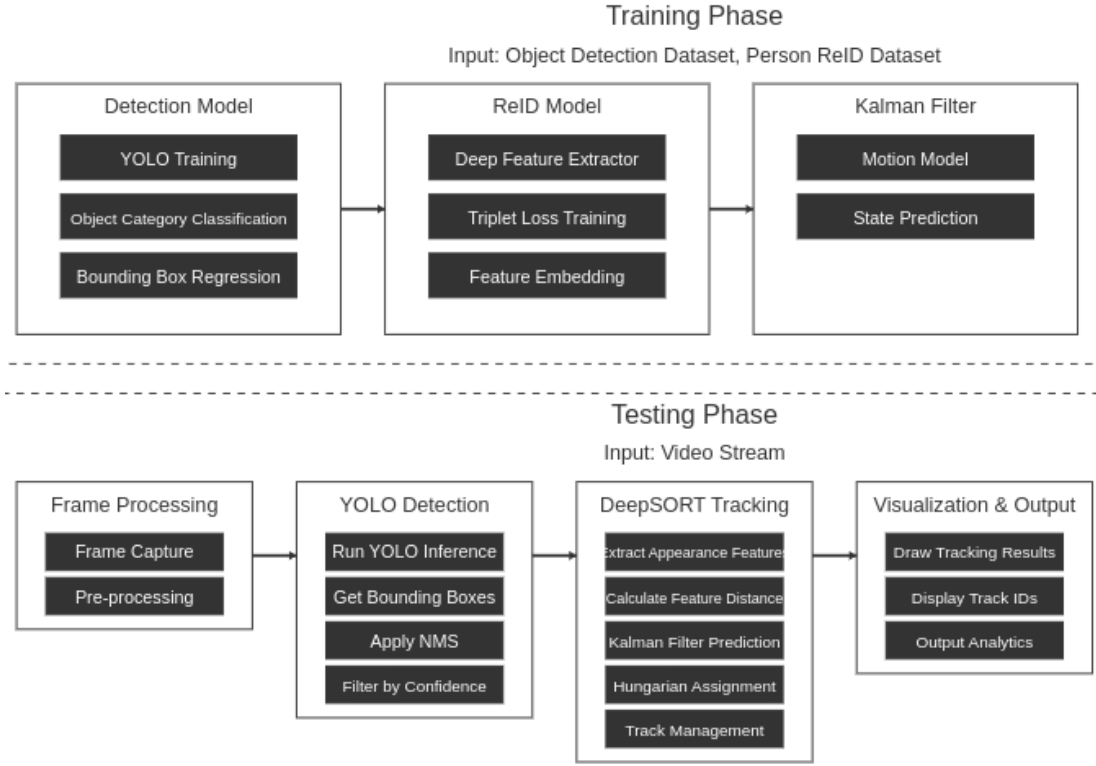 Training Phase
Input: Object Detection Dataset, Person ReID Dataset
Detection Model
YOLO Training
Object Category Classification
Bounding Box Regression
ReID Model
Deep Feature Extractor
Triplet Loss Training
Feature Embedding
Kalman Filter
Motion Model
State Prediction
Testing Phase
Input: Video Stream
Frame Processing
Frame Capture
Pre-processing
YOLO Detection
Run YOLO Inference
Get Bounding Boxes
Apply NMS
Filter by Confidence
DeepSORT Tracking
Extract Appearance Features
Calculate Feature Distance
Kalman Filter Prediction
Hungarian Assignment
Track Management
Visualization & Output
Draw Tracking Results
Display Track IDs
Output Analytics